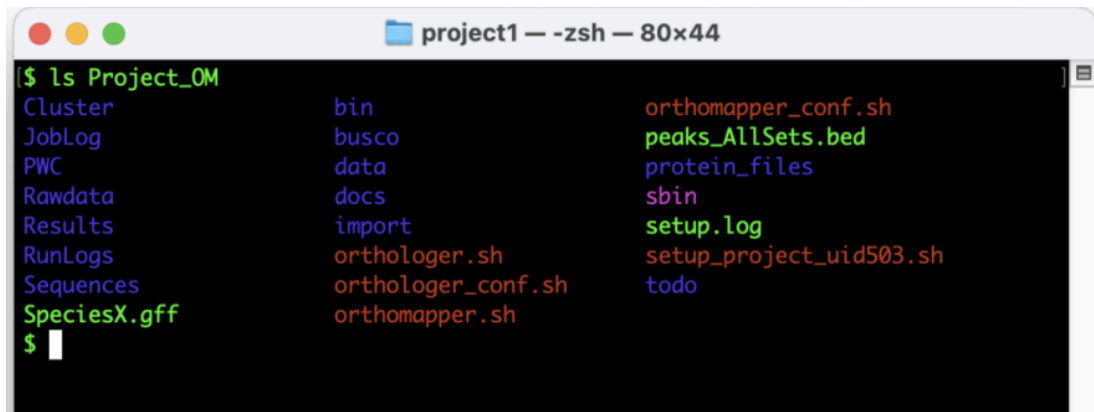 project1 — -zsh — 80×44
[$ ls Project_OM ]
Cluster bin orthomapper_conf.sh
JobLog busco peaks_AllSets.bed
PWC data protein_files
Rawdata docs sbin
Results import setup.log
RunLogs orthologer.sh setup_project_uid503.sh
Sequences orthologer_conf.sh todo
SpeciesX.gff orthomapper.sh
$